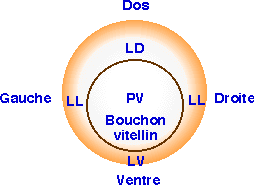 Dos
LD
Gauche LL PV LL Droite
Bouchon
vitellin
LV
Ventre